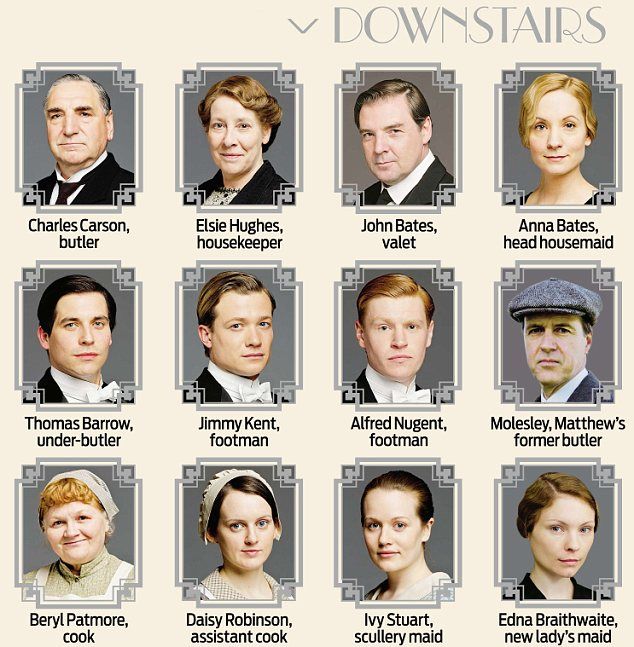 DOWNSTAIRS
Charles Carson,
butler
Elsie Hughes,
housekeeper
John Bates,
valet
Anna Bates,
head housemaid
Thomas Barrow,
under-butler
Jimmy Kent,
footman
Alfred Nugent,
footman
Molesley, Matthew's
former butler
Beryl Patmore,
cook
Daisy Robinson,
assistant cook
Ivy Stuart,
scullery maid
Edna Braithwaite,
new lady's maid